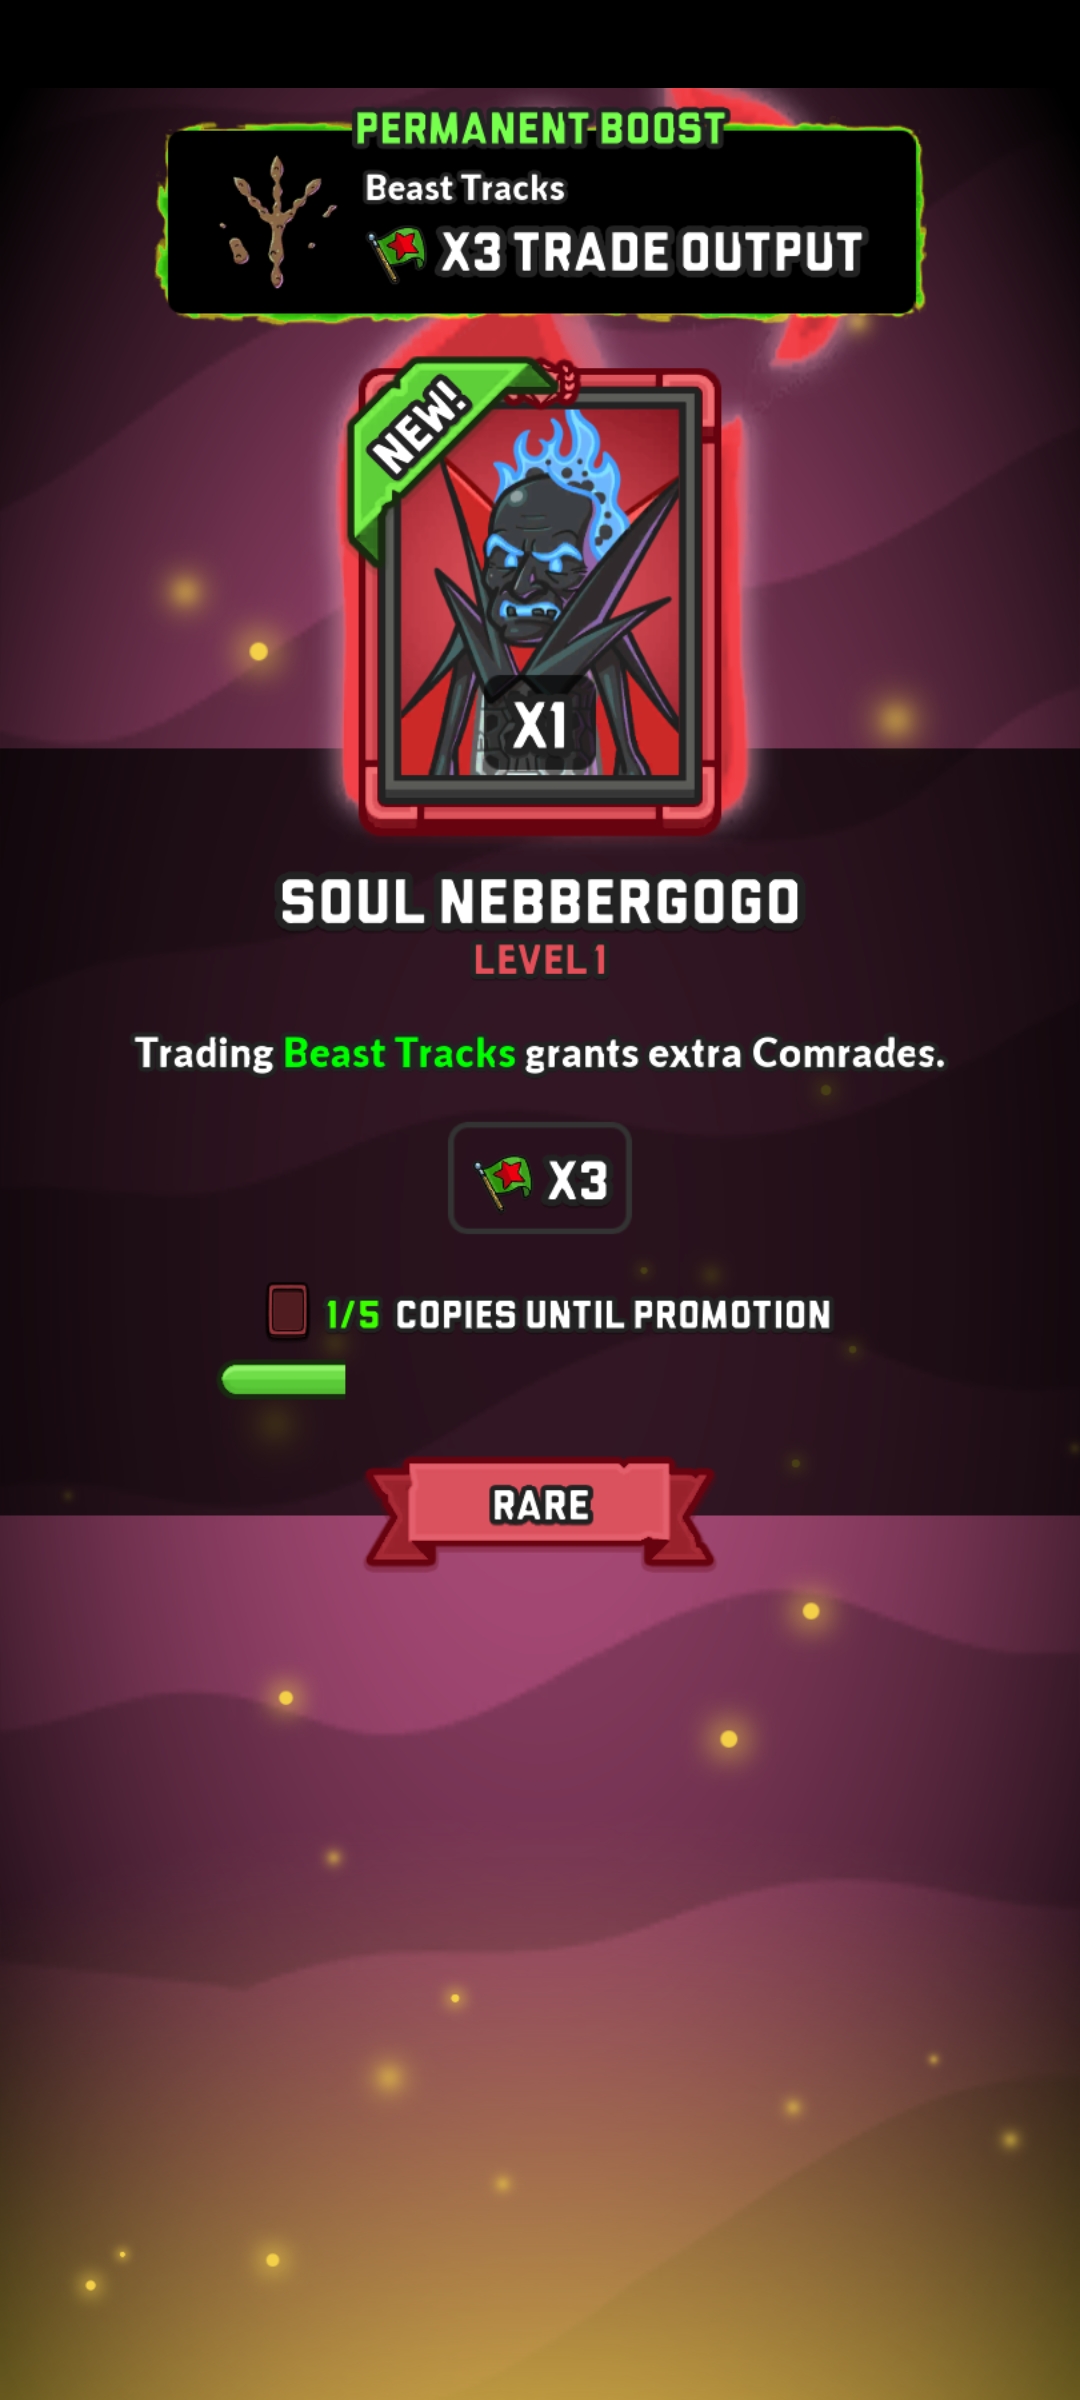 PERMANENT BOOST
Beast Tracks
X3 TRADE OUTPUT
NEW!
X1
SOUL NEBBERGOGO
LEVEL 1
Trading Beast Tracks grants extra Comrades.
X3
1/5 COPIES UNTIL PROMOTION
RARE